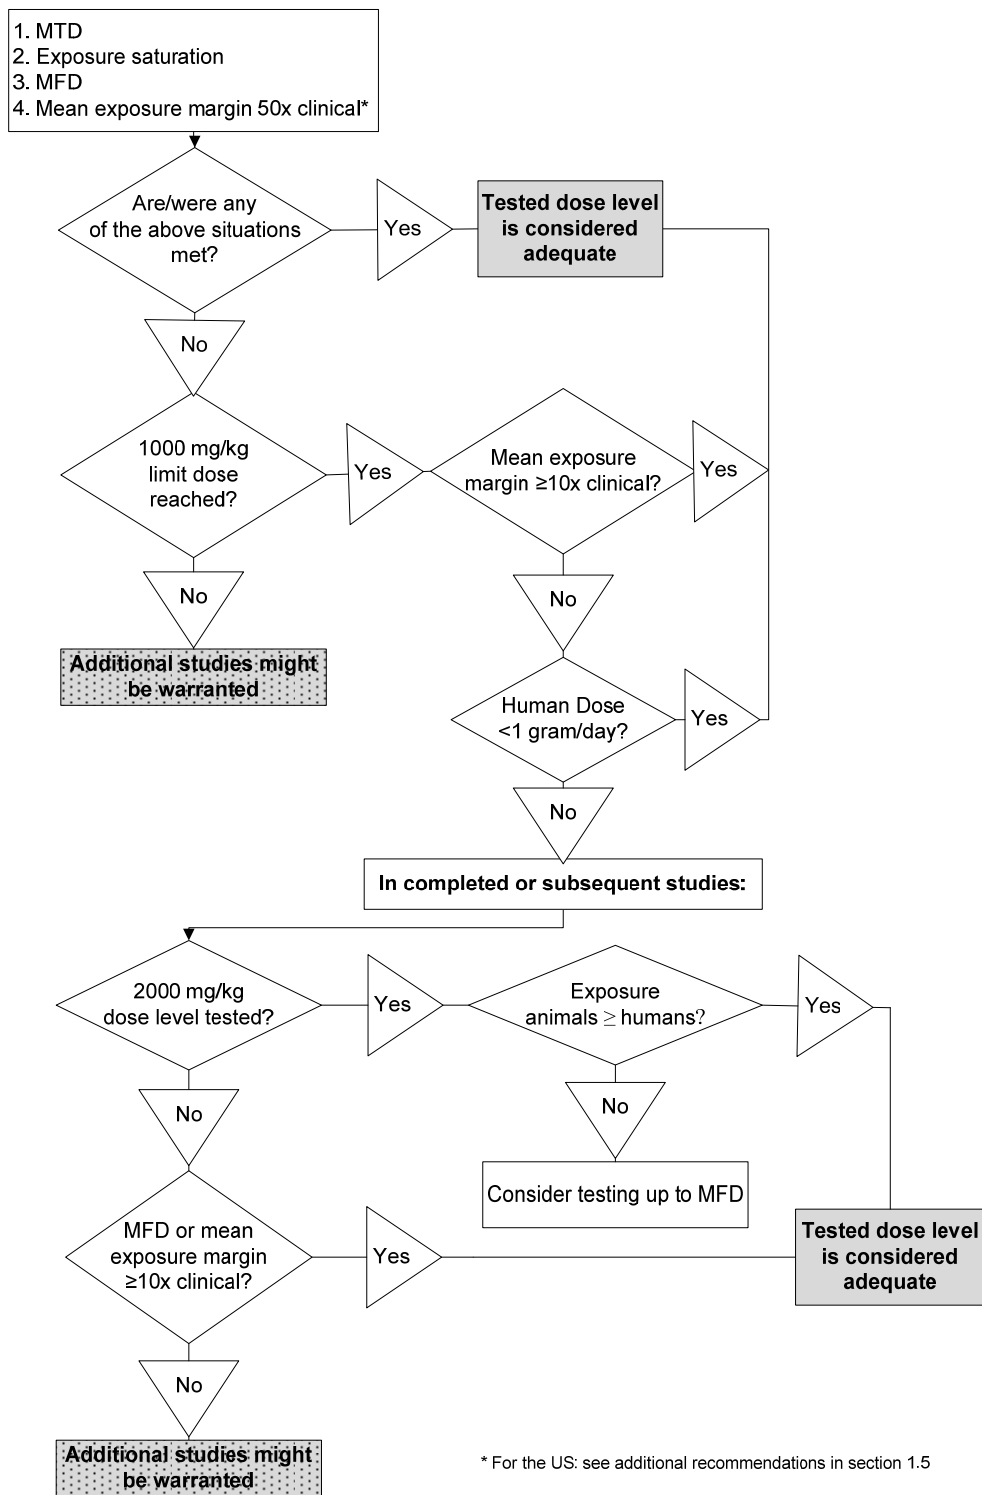 1. MTD
2. Exposure saturation
3. MFD
4. Mean exposure margin 50x clinical*
Are/were any
of the above situations
met?
Yes
Tested dose level
is considered
adequate
No
1000 mg/kg
limit dose
reached?
Yes
Mean exposure
margin ≥10x clinical?
Yes
No
No
Additional studies might
be warranted
Human Dose
<1 gram/day?
Yes
No
In completed or subsequent studies:
2000 mg/kg
dose level tested?
Yes
Exposure
animals ≥ humans?
Yes
No
No
Consider testing up to MFD
MFD or mean
exposure margin
≥10x clinical?
Yes
Tested dose level
is considered
adequate
No
Additional studies might
be warranted
* For the US: see additional recommendations in section 1.5